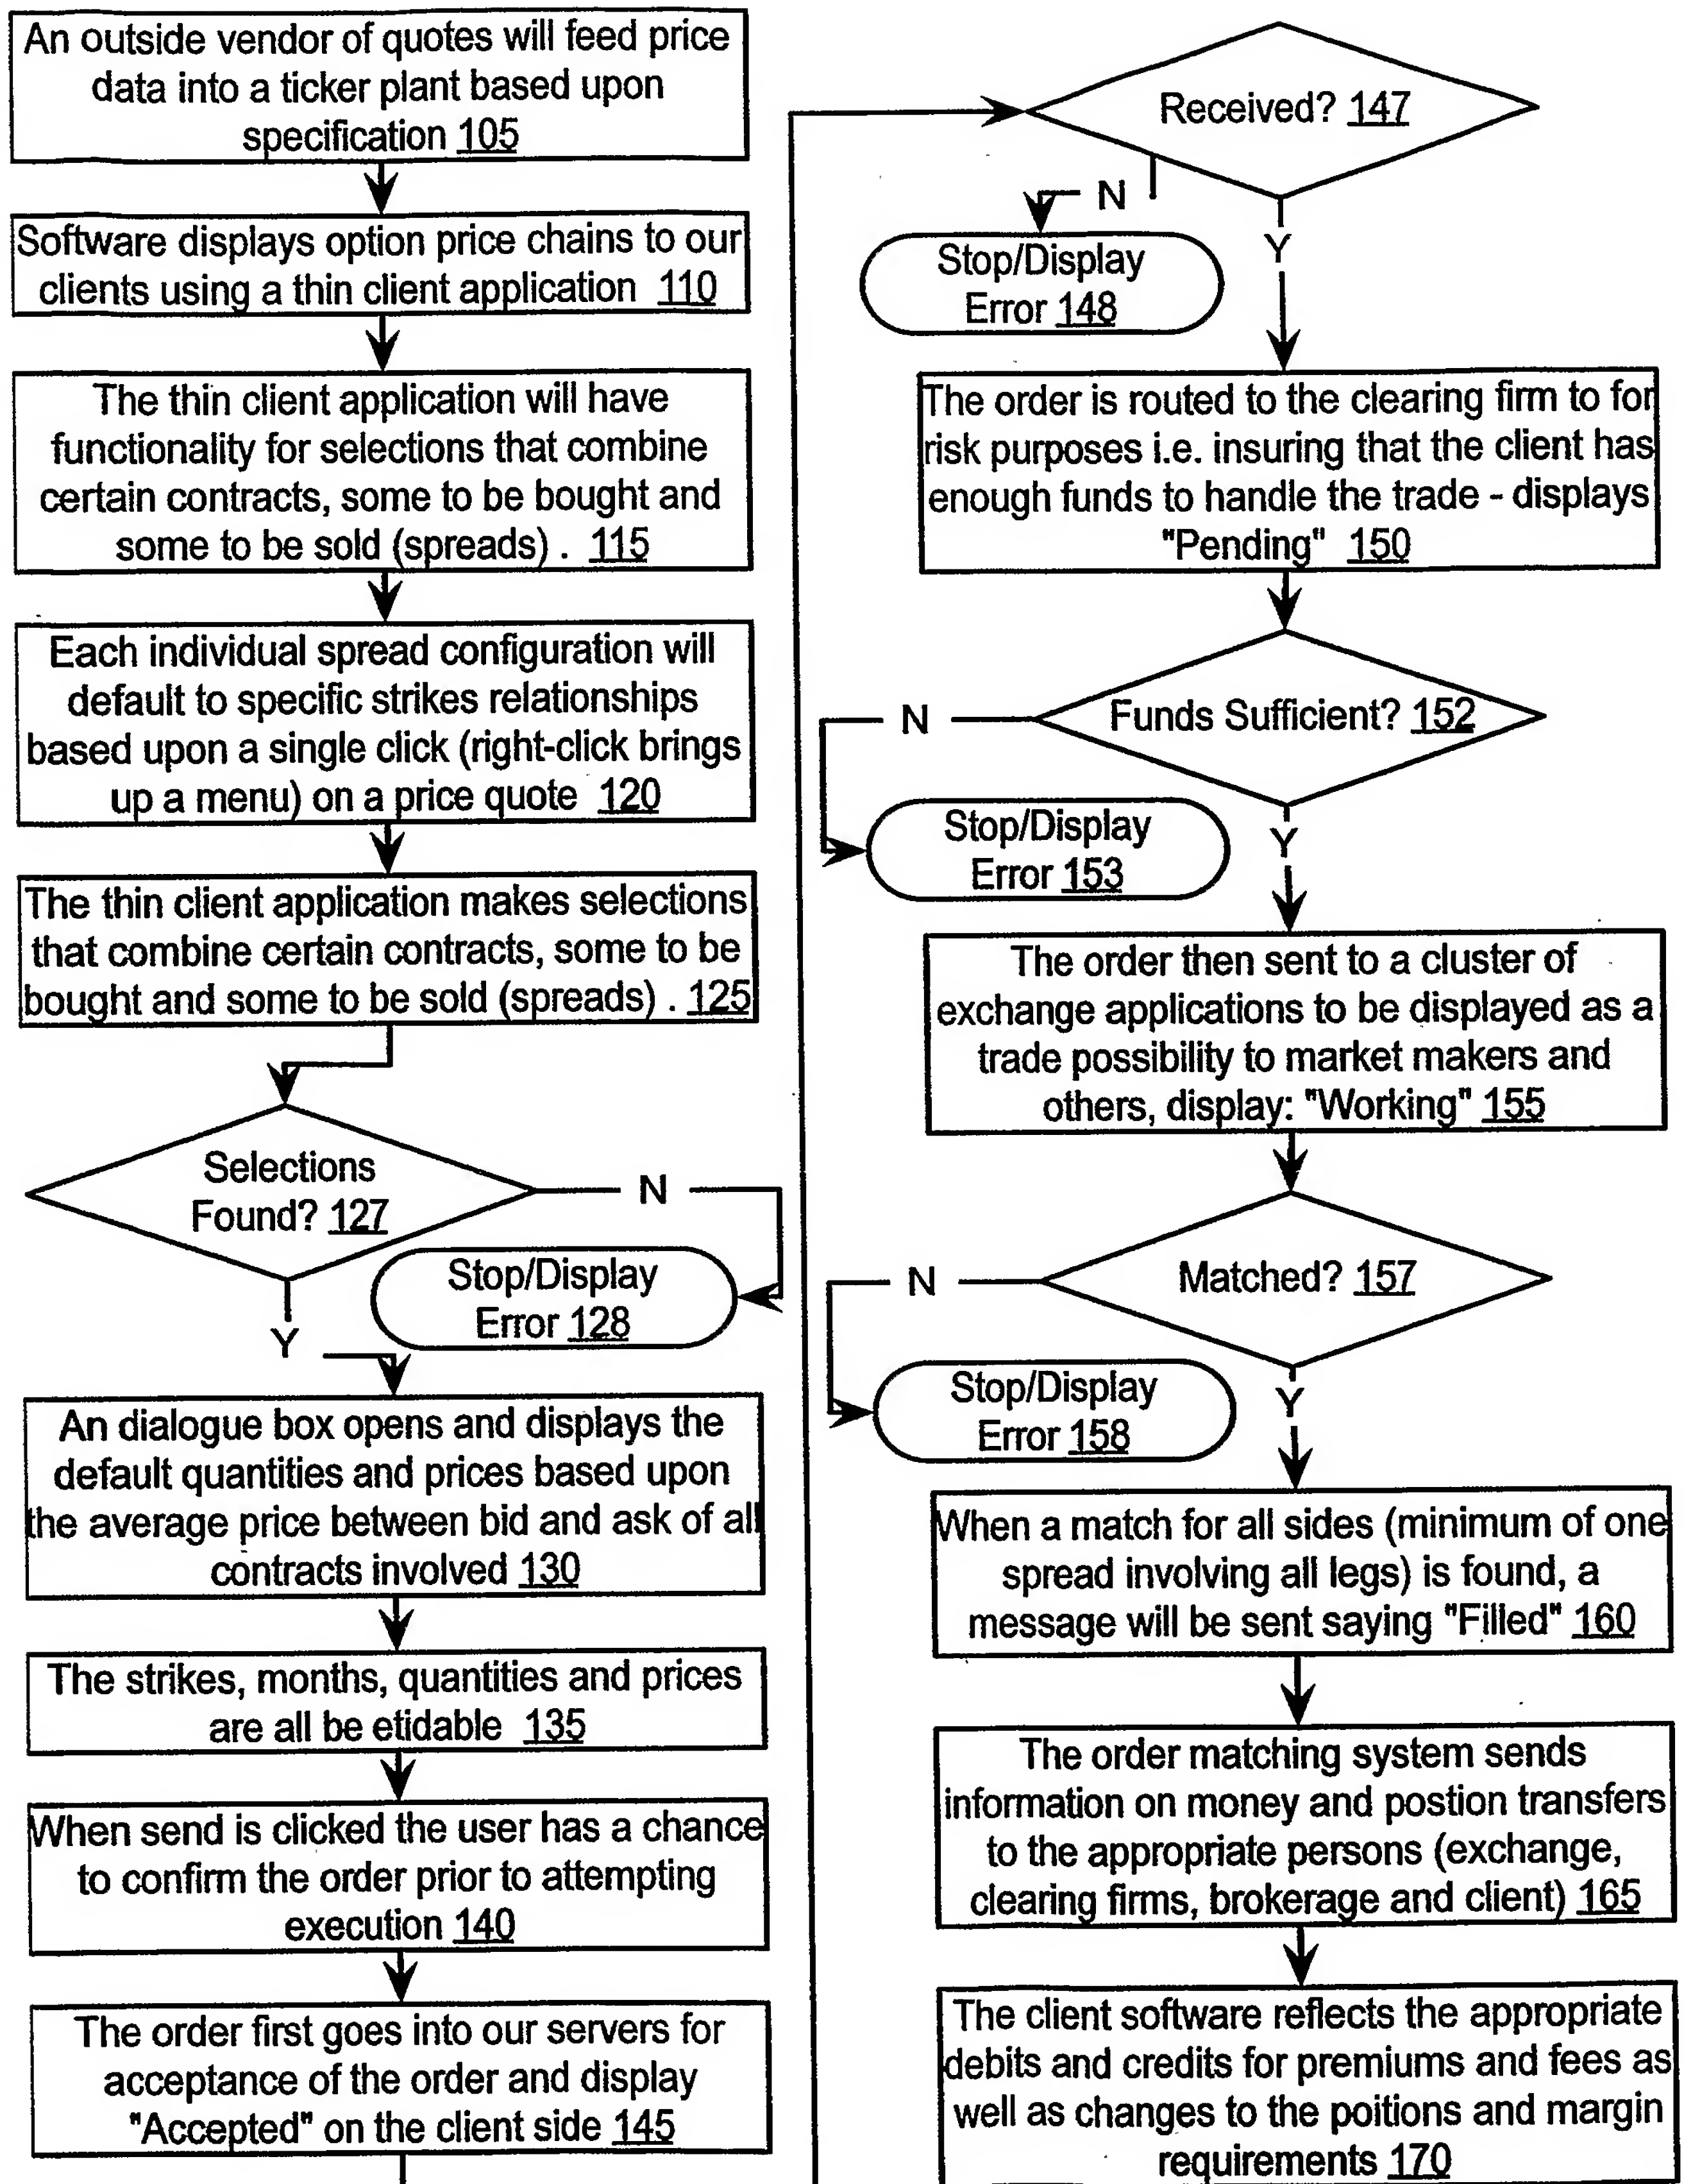 An outside vendor of quotes will feed price
data into a ticker plant based upon
specification 105
Software displays option price chains to our
clients using a thin client application 110
The thin client application will have
functionality for selections that combine
certain contracts, some to be bought and
some to be sold (spreads) . 115
Each individual spread configuration will
default to specific strikes relationships
based upon a single click (right-click brings
up a menu) on a price quote 120
The thin client application makes selections
that combine certain contracts, some to be
bought and some to be sold (spreads) . 125
Selections
Found? 127
N
Stop/Display
Error 128
Y
An dialogue box opens and displays the
default quantities and prices based upon
the average price between bid and ask of all
contracts involved 130
The strikes, months, quantities and prices
are all be etidable 135
When send is clicked the user has a chance
to confirm the order prior to attempting
execution 140
The order first goes into our servers for
acceptance of the order and display
"Accepted" on the client side 145
Received? 147
N
Stop/Display
Error 148
Y
The order is routed to the clearing firm to for
risk purposes i.e. insuring that the client has
enough funds to handle the trade - displays
"Pending" 150
Funds Sufficient? 152
N
Stop/Display
Error 153
Y
The order then sent to a cluster of
exchange applications to be displayed as a
trade possibility to market makers and
others, display: "Working" 155
Matched? 157
N
Stop/Display
Error 158
Y
When a match for all sides (minimum of one
spread involving all legs) is found, a
message will be sent saying "Filled" 160
The order matching system sends
information on money and postion transfers
to the appropriate persons (exchange,
clearing firms, brokerage and client) 165
The client software reflects the appropriate
debits and credits for premiums and fees as
well as changes to the poitions and margin
requirements 170